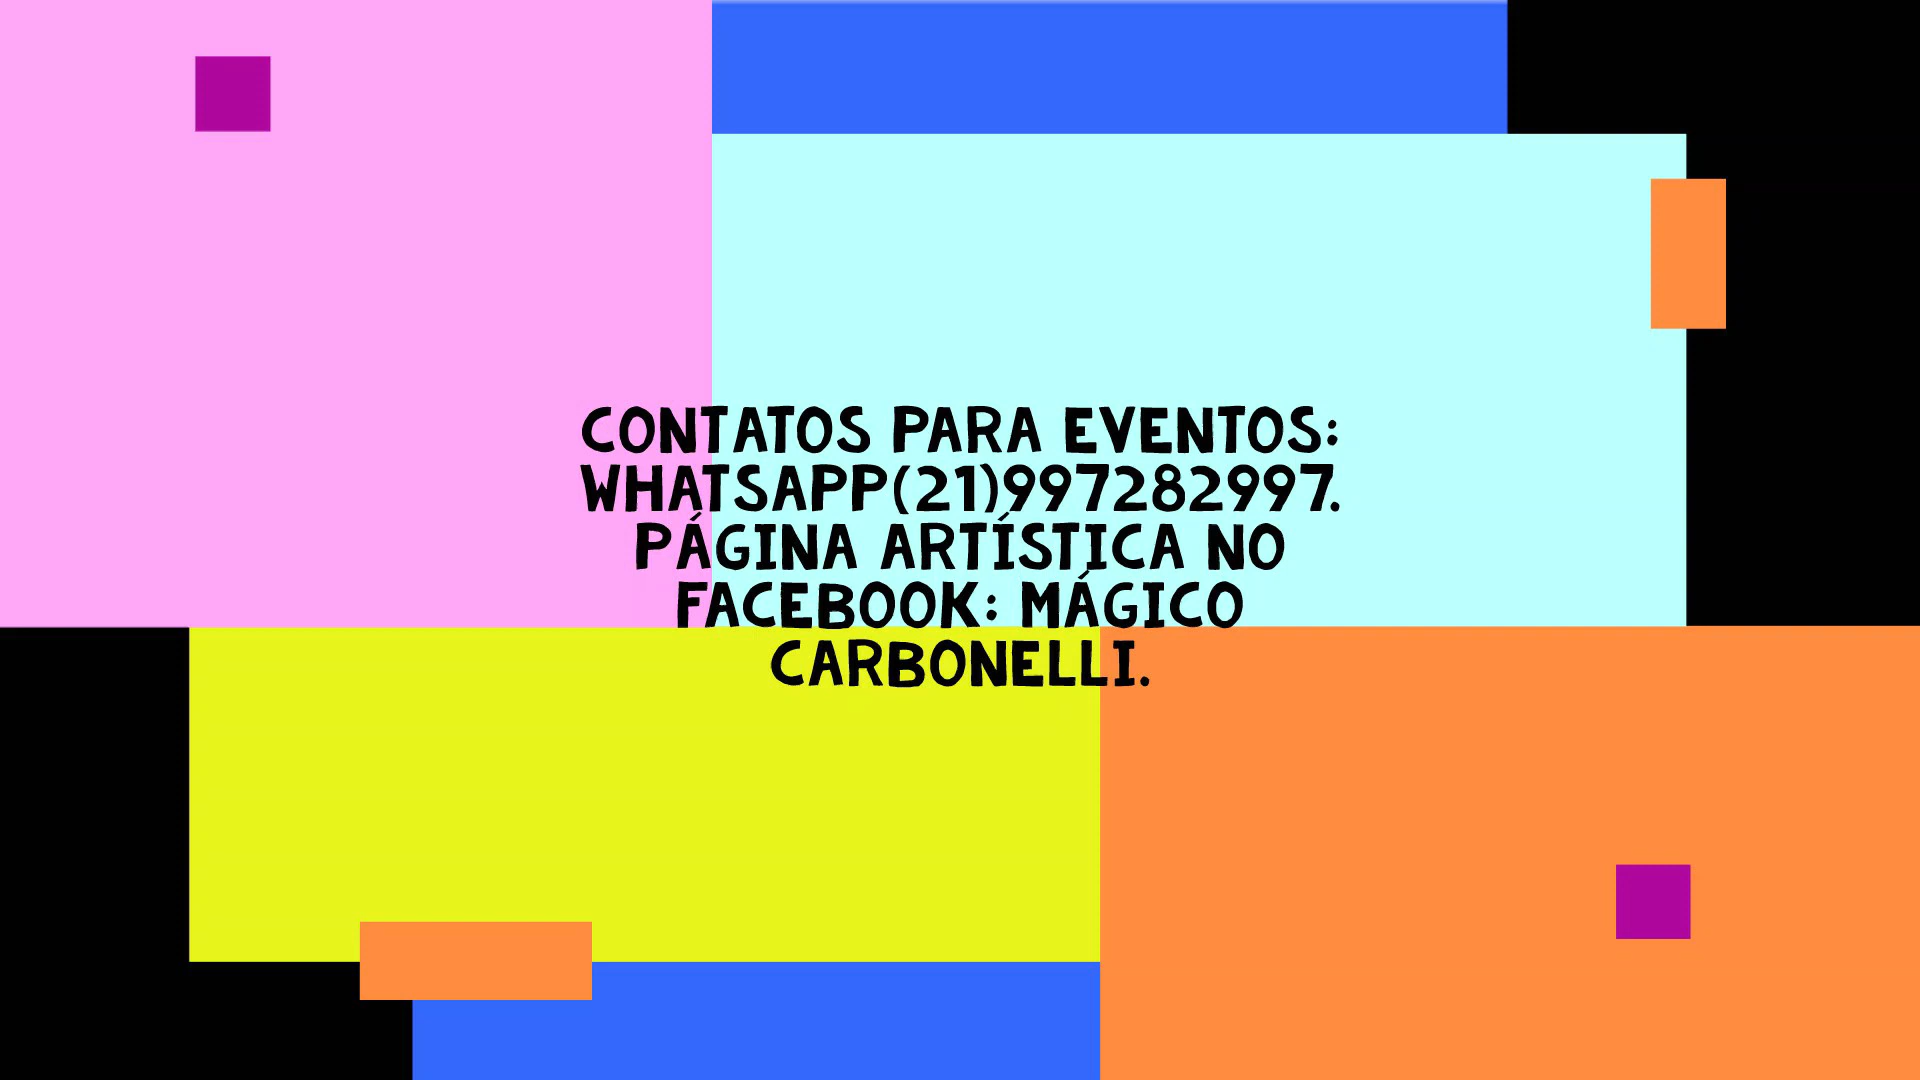 CONTATOS PARA EVENTOS:
WHATSAPP(21)997282997.
PÁGINA ARTÍSTICA NO
FACEBOOK: MÁGICO
CARBONELLI.